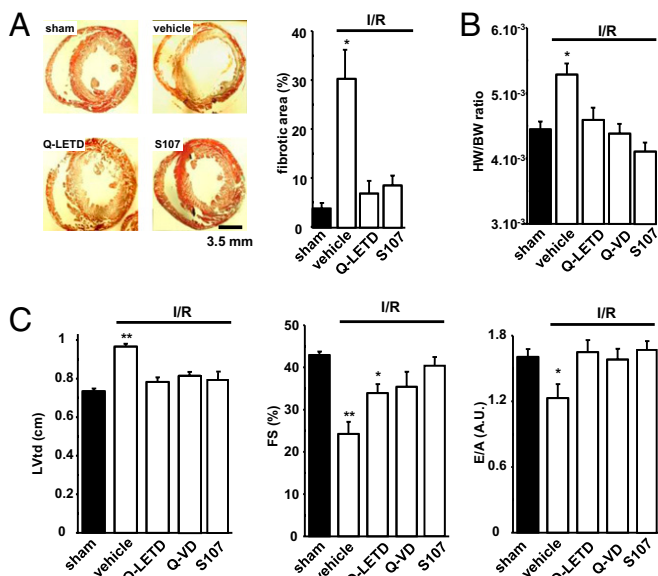 A
sham
vehicle
Q-LETD
S107
3.5 mm
I/R
*
fibrotic area (%)
40
30
20
10
0
sham
vehicle
Q-LETD
S107
B
6.10⁻³
I/R
*
HW/BW ratio
5.10⁻³
4.10⁻³
3.10⁻³
sham
vehicle
Q-LETD
Q-VD
S107
C
I/R
**
LVtd (cm)
1
0.8
0.6
0.4
0.2
0
sham
vehicle
Q-LETD
Q-VD
S107
I/R
*
**
FS (%)
50
40
30
20
10
0
sham
vehicle
Q-LETD
Q-VD
S107
I/R
*
E/A (A.U.)
1.8
1.2
.6
0
sham
vehicle
Q-LETD
Q-VD
S107